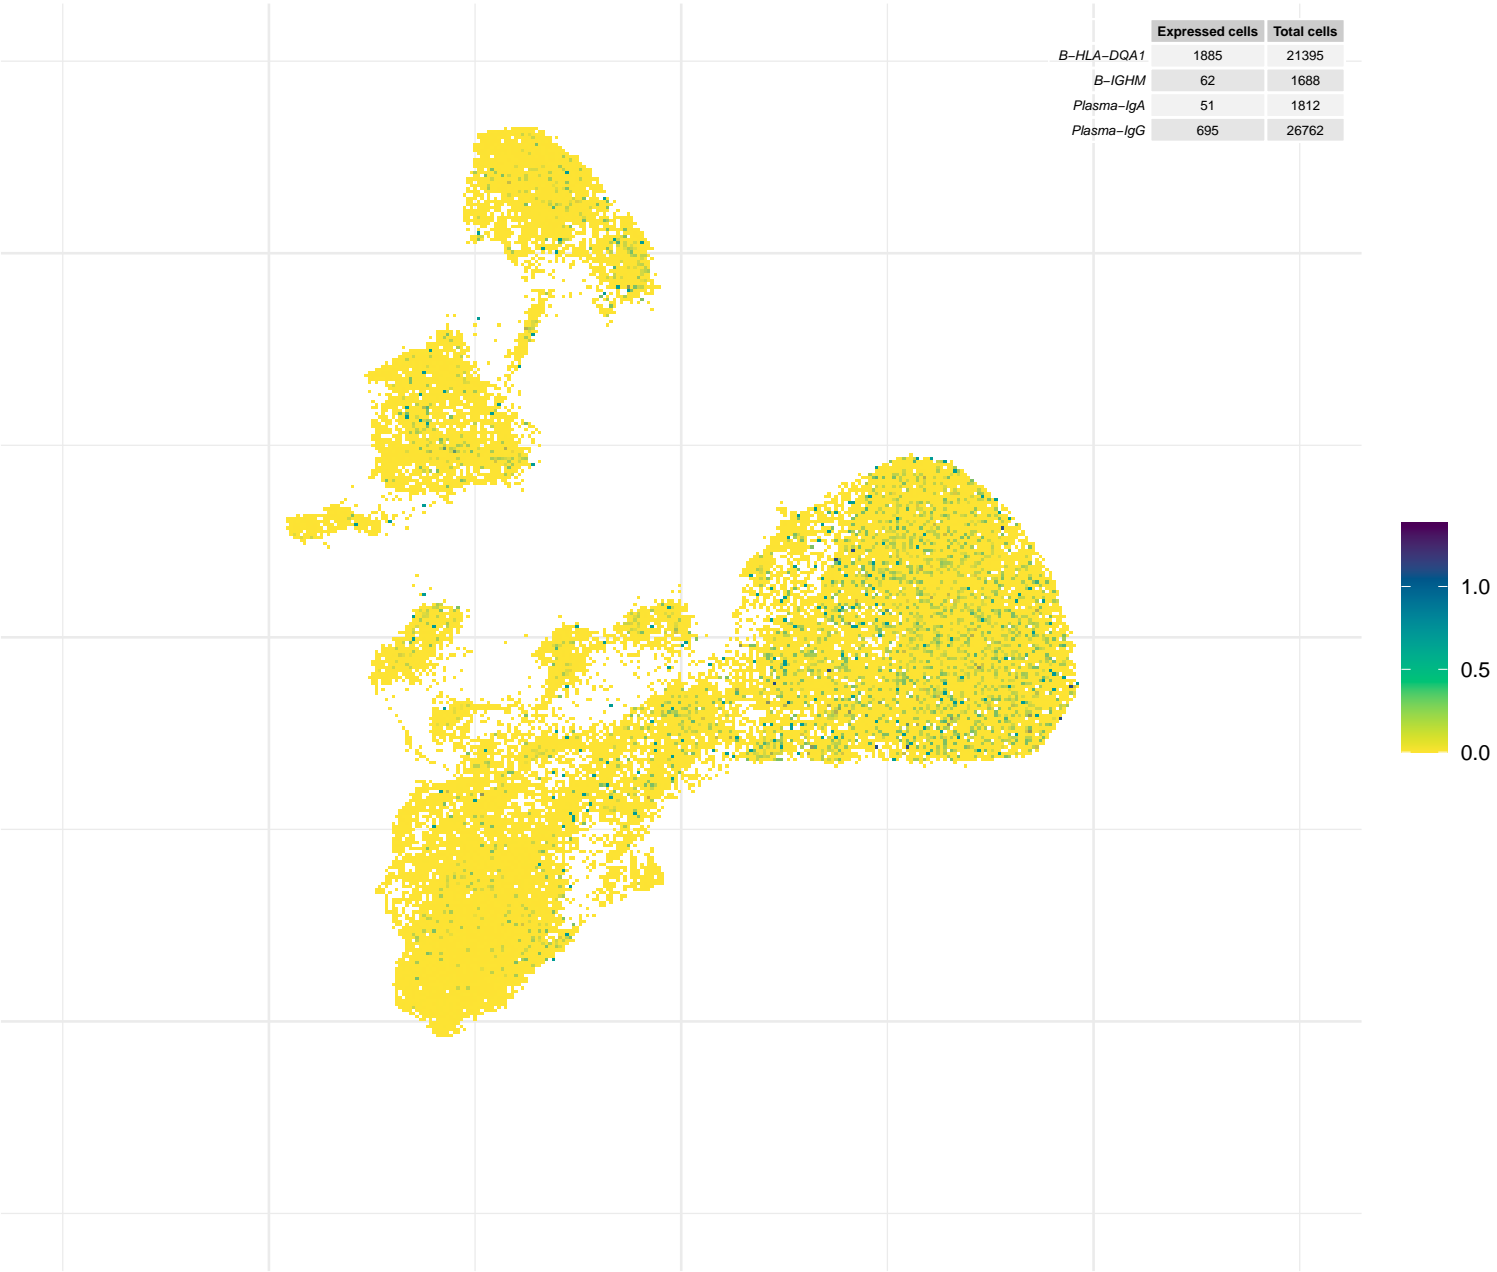 Expressed cells Total cells
B−HLA−DQA1 1885 21395
B−IGHM 62 1688
Plasma−IgA 51 1812
Plasma−IgG 695 26762
1.0
0.5
0.0